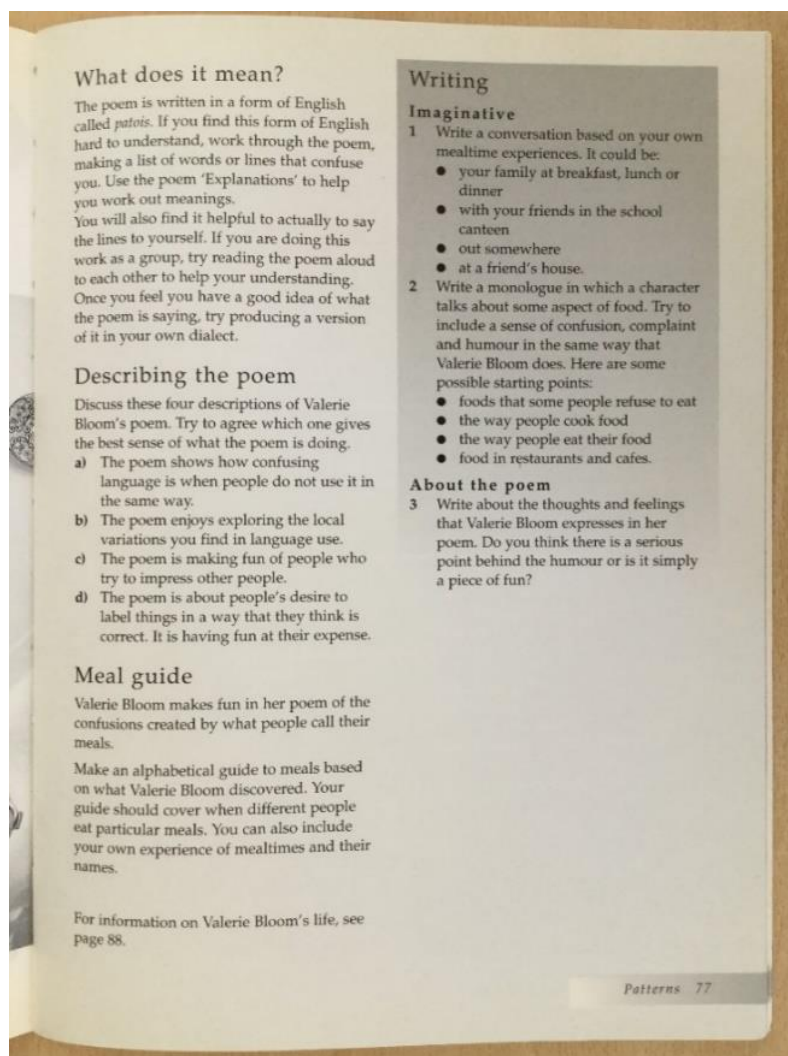 What does it mean?
The poem is written in a form of English
called patois. If you find this form of English
hard to understand, work through the poem,
making a list of words or lines that confuse
you. Use the poem 'Explanations' to help
you work out meanings.
You will also find it helpful to actually to say
the lines to yourself. If you are doing this
work as a group, try reading the poem aloud
to each other to help your understanding.
Once you feel you have a good idea of what
the poem is saying, try producing a version
of it in your own dialect.
Describing the poem
Discuss these four descriptions of Valerie
Bloom's poem. Try to agree which one gives
the best sense of what the poem is doing.
a) The poem shows how confusing
language is when people do not use it in
the same way.
b) The poem enjoys exploring the local
variations you find in language use.
c) The poem is making fun of people who
try to impress other people.
d) The poem is about people's desire to
label things in a way that they think is
correct. It is having fun at their expense.
Meal guide
Valerie Bloom makes fun in her poem of the
confusions created by what people call their
meals.
Make an alphabetical guide to meals based
on what Valerie Bloom discovered. Your
guide should cover when different people
eat particular meals. You can also include
your own experience of mealtimes and their
names.
For information on Valerie Bloom's life, see
page 88.
Writing
Imaginative
1 Write a conversation based on your own
mealtime experiences. It could be:
● your family at breakfast, lunch or
dinner
● with your friends in the school
canteen
● out somewhere
● at a friend's house.
2 Write a monologue in which a character
talks about some aspect of food. Try to
include a sense of confusion, complaint
and humour in the same way that
Valerie Bloom does. Here are some
possible starting points:
● foods that some people refuse to eat
● the way people cook food
● the way people eat their food
● food in restaurants and cafes.
About the poem
3 Write about the thoughts and feelings
that Valerie Bloom expresses in her
poem. Do you think there is a serious
point behind the humour or is it simply
a piece of fun?
Patterns 77